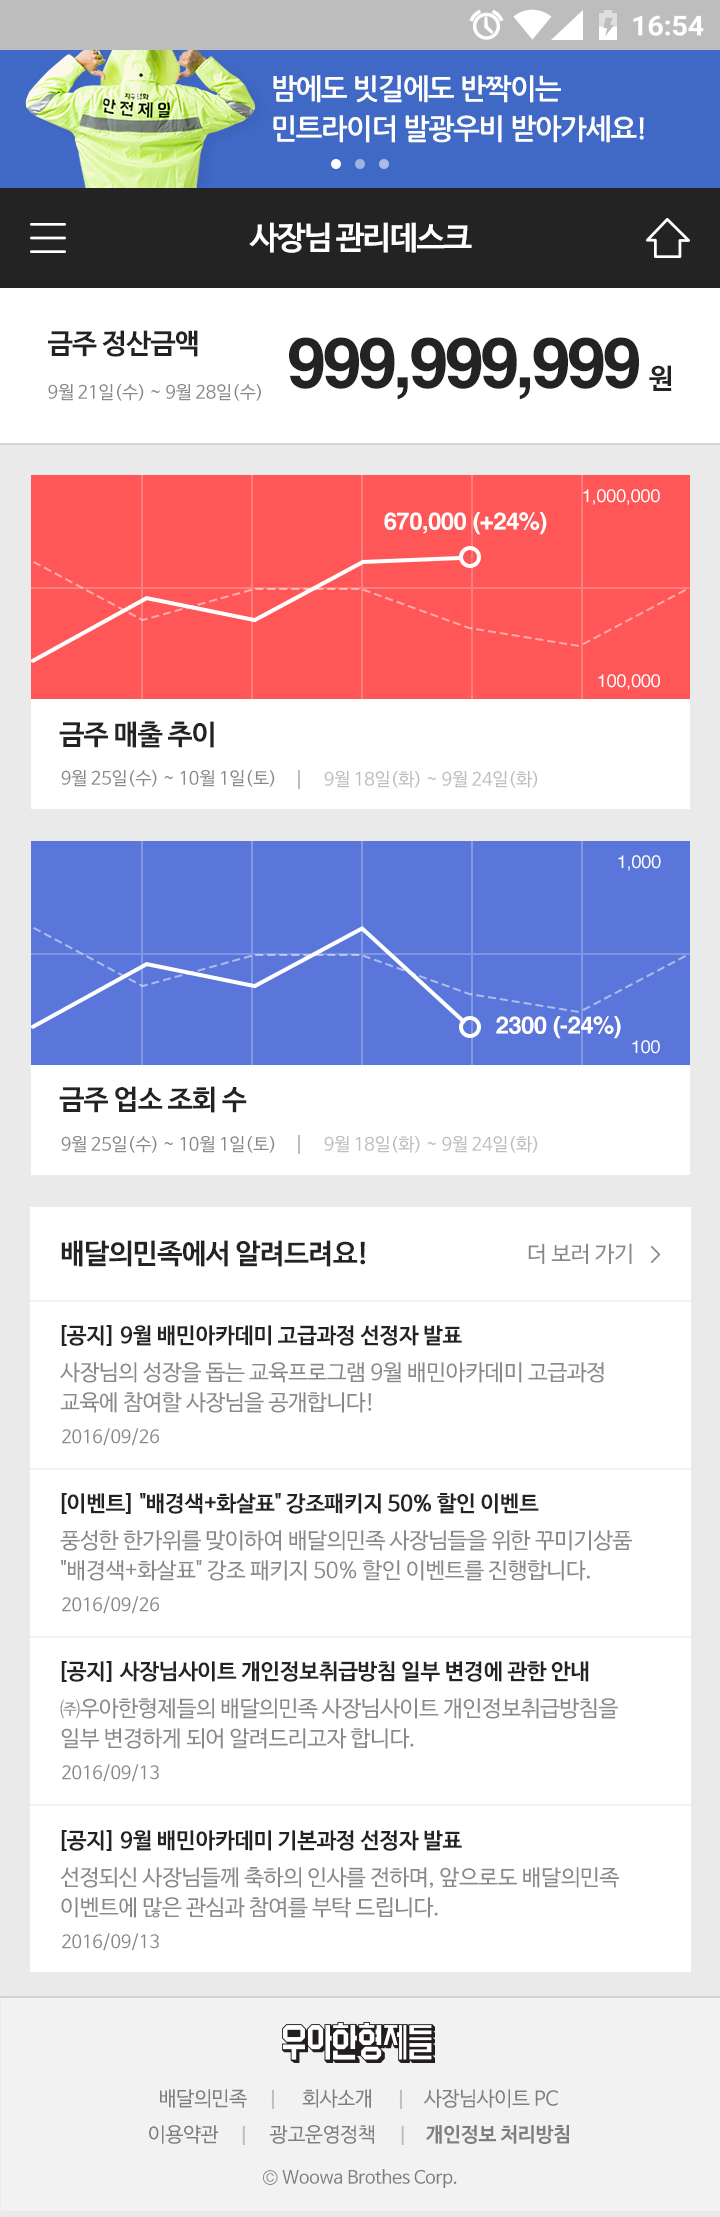 16:54
안전제일
밤에도 빗길에도 반짝이는
민트라이더 발광우비 받아가세요!
사장님 관리데스크
금주 정산금액
9월 21일(수) ~ 9월 28일(수)
999,999,999 원
1,000,000
670,000 (+24%)
100,000
금주 매출 추이
9월 25일(수) ~ 10월 1일(토) | 9월 18일(화) ~ 9월 24일(화)
1,000
2300 (-24%)
100
금주 업소 조회 수
9월 25일(수) ~ 10월 1일(토) | 9월 18일(화) ~ 9월 24일(화)
배달의민족에서 알려드려요!
더 보러 가기 >
[공지] 9월 배민아카데미 고급과정 선정자 발표
사장님의 성장을 돕는 교육프로그램 9월 배민아카데미 고급과정
교육에 참여할 사장님을 공개합니다!
2016/09/26
[이벤트] "배경색+화살표" 강조패키지 50% 할인 이벤트
풍성한 한가위를 맞이하여 배달의민족 사장님들을 위한 꾸미기상품
"배경색+화살표" 강조 패키지 50% 할인 이벤트를 진행합니다.
2016/09/26
[공지] 사장님사이트 개인정보취급방침 일부 변경에 관한 안내
㈜우아한형제들의 배달의민족 사장님사이트 개인정보취급방침을
일부 변경하게 되어 알려드리고자 합니다.
2016/09/13
[공지] 9월 배민아카데미 기본과정 선정자 발표
선정되신 사장님들께 축하의 인사를 전하며, 앞으로도 배달의민족
이벤트에 많은 관심과 참여를 부탁 드립니다.
2016/09/13
우아한형제들
배달의민족 | 회사소개 | 사장님사이트 PC
이용약관 | 광고운영정책 | 개인정보 처리방침
© Woowa Brothes Corp.